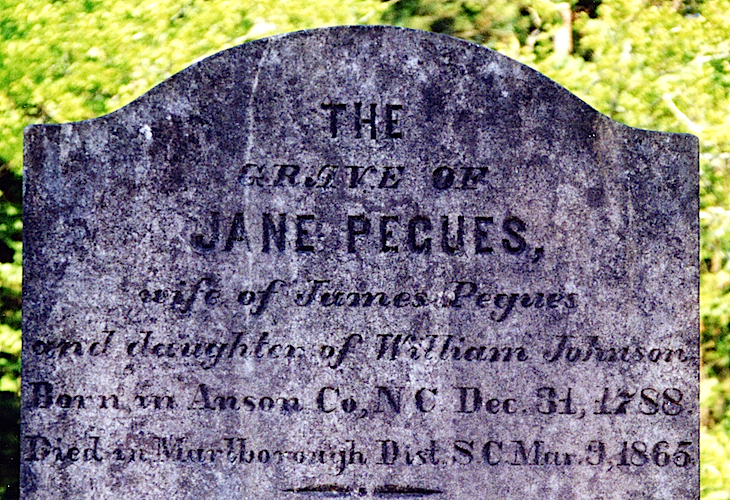 THE
GRAVE OF
JANE PEGUES,
wife of James Pegues
and daughter of William Johnson
Born in Anson Co, N C Dec. 31, 1788.
Died in Marlborough Dist. S. C. Mar. 9, 1865